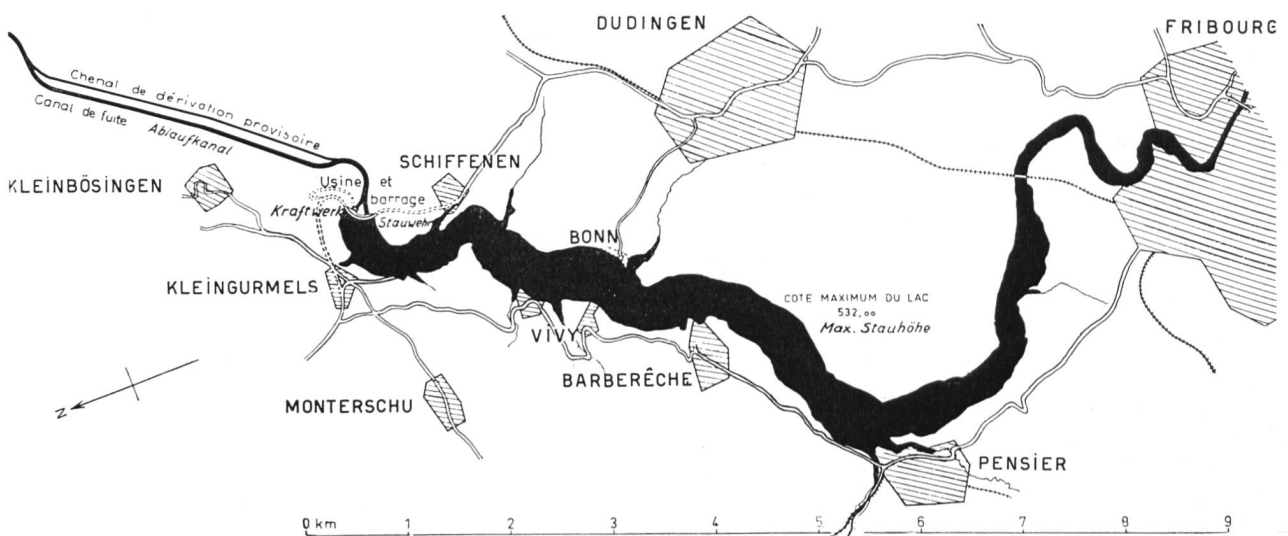 DUDINGEN
FRIBOURG
Chenal de dérivation provisoire
Canal de fuite Ablaufkanal
SCHIFFENEN
KLEINBÖSINGEN
Usine et
barrage
Kraftwerk
Stauwehr
BONN
KLEINGURMELS
COTE MAXIMUM DU LAC
532,00
Max. Stauhöhe
VIVY
BARBERÊCHE
MONTERSCHU
N
PENSIER
0 km 1 2 3 4 5 6 7 8 9